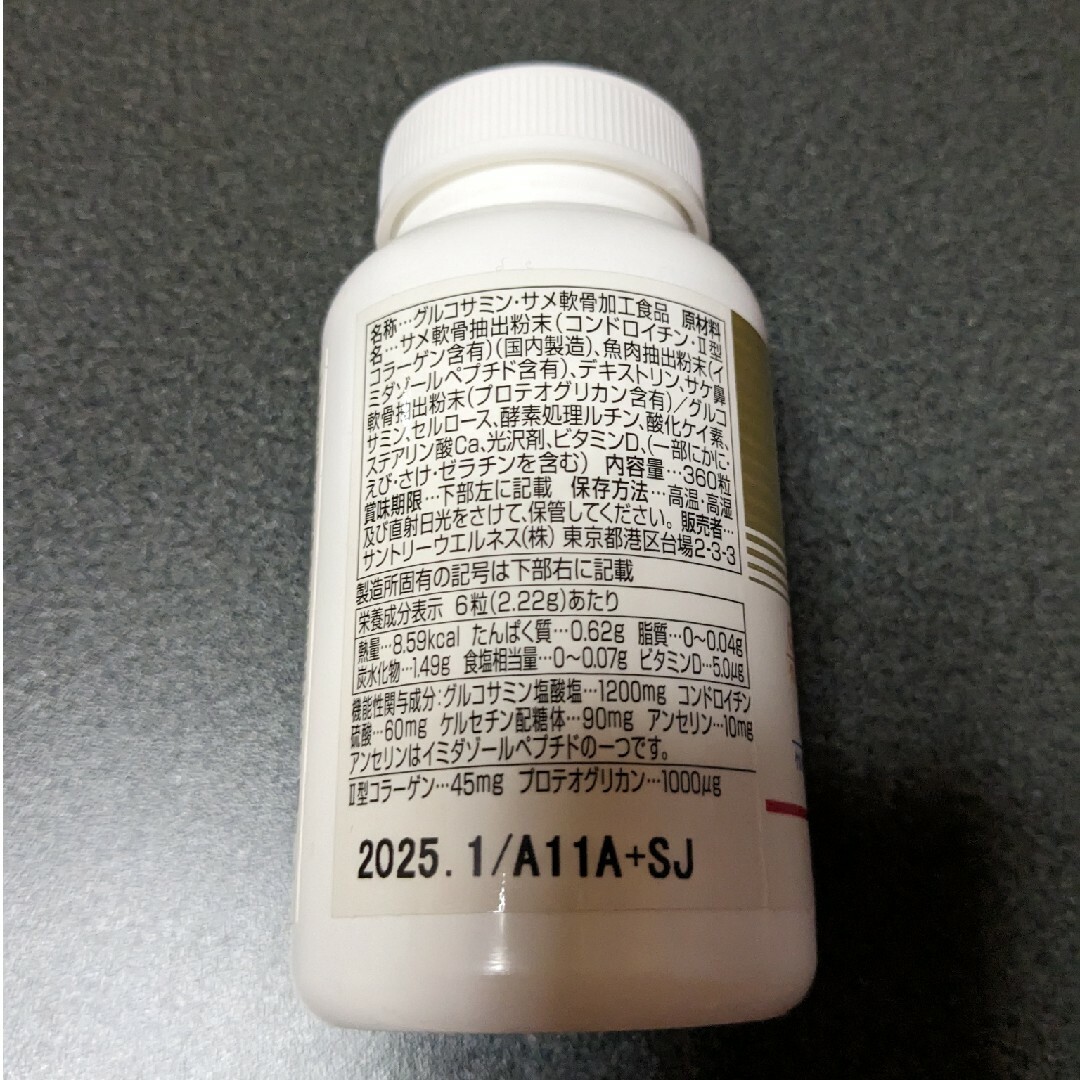 名称…グルコサミン・サメ軟骨加工食品 原材料
名…サメ軟骨抽出粉末(コンドロイチン・Ⅱ型
コラーゲン含有)(国内製造)、魚肉抽出粉末(イ
ミダゾールペプチド含有)、デキストリン、サケ鼻
軟骨抽出粉末(プロテオグリカン含有)/グルコ
サミン、セルロース、酵素処理ルチン、酸化ケイ素、
ステアリン酸Ca、光沢剤、ビタミンD、(一部にかに・
えび・さけ・ゼラチンを含む) 内容量…360粒
賞味期限…下部左に記載 保存方法…高温・高湿
及び直射日光をさけて、保管してください。 販売者…
サントリーウエルネス(株) 東京都港区台場2-3-3
製造所固有の記号は下部右に記載
栄養成分表示 6粒(2.22g)あたり
熱量…8.59kcal たんぱく質…0.62g 脂質…0〜0.04g
炭水化物…1.49g 食塩相当量…0〜0.07g ビタミンD…5.0μg
機能性関与成分:グルコサミン塩酸塩…1200mg コンドロイチン
硫酸…60mg ケルセチン配糖体…90mg アンセリン…10mg
アンセリンはイミダゾールペプチドの一つです。
Ⅱ型コラーゲン…45mg プロテオグリカン…1000μg
2025.1/A11A+SJ